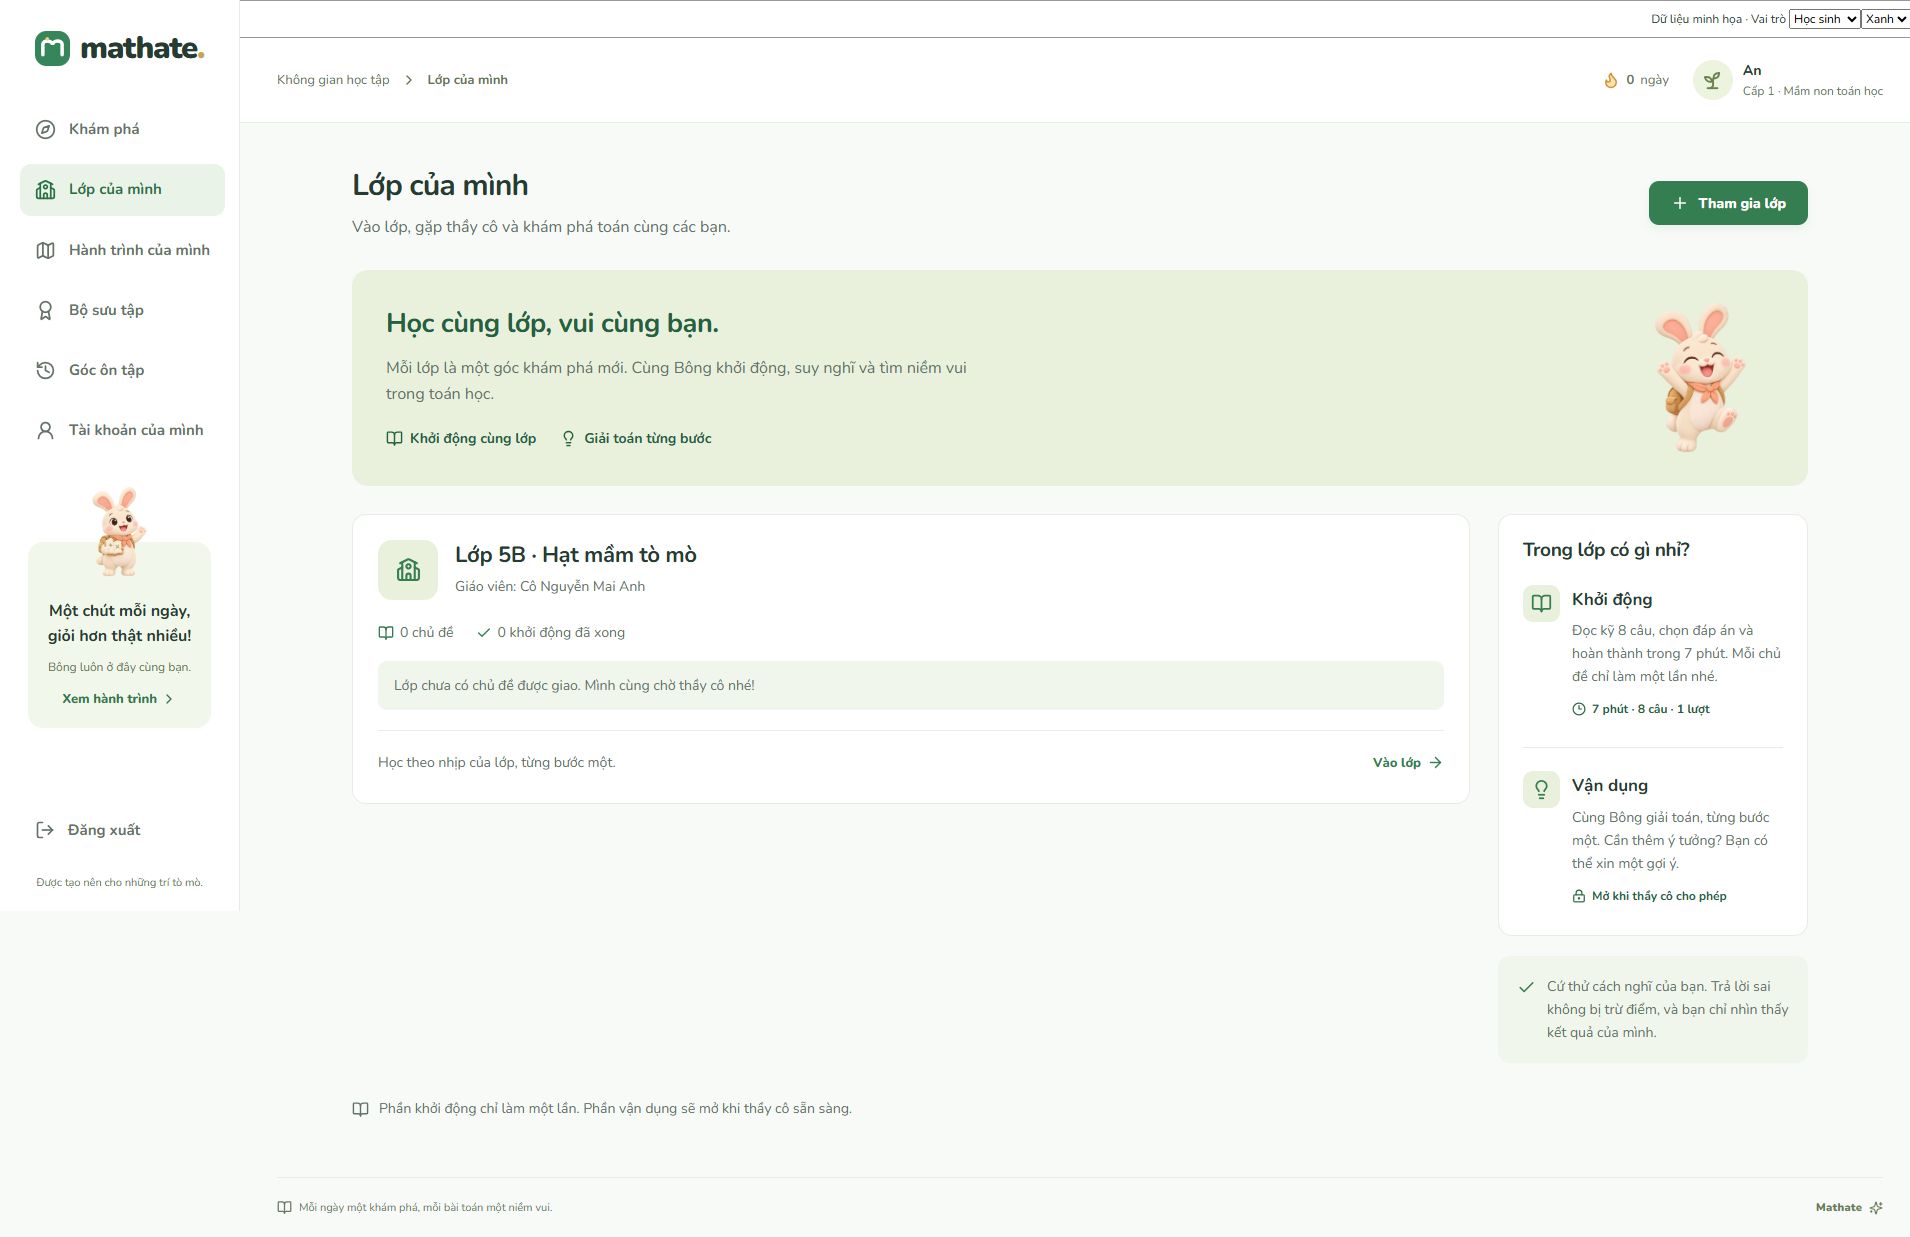 mathate.
Dữ liệu minh họa · Vai trò Học sinh Xanh
Không gian học tập > Lớp của mình
0 ngày
An
Cấp 1 · Mầm non toán học
Khám phá
Lớp của mình
Hành trình của mình
Bộ sưu tập
Góc ôn tập
Tài khoản của mình
Một chút mỗi ngày,
giỏi hơn thật nhiều!
Bông luôn ở đây cùng bạn.
Xem hành trình
Đăng xuất
Được tạo nên cho những trí tò mò.
Lớp của mình
Vào lớp, gặp thầy cô và khám phá toán cùng các bạn.
Tham gia lớp
Học cùng lớp, vui cùng bạn.
Mỗi lớp là một góc khám phá mới. Cùng Bông khởi động, suy nghĩ và tìm niềm vui
trong toán học.
Khởi động cùng lớp
Giải toán từng bước
Lớp 5B · Hạt mầm tò mò
Giáo viên: Cô Nguyễn Mai Anh
0 chủ đề
0 khởi động đã xong
Lớp chưa có chủ đề được giao. Mình cùng chờ thầy cô nhé!
Học theo nhịp của lớp, từng bước một.
Vào lớp
Trong lớp có gì nhỉ?
Khởi động
Đọc kỹ 8 câu, chọn đáp án và
hoàn thành trong 7 phút. Mỗi chủ
đề chỉ làm một lần nhé.
7 phút · 8 câu · 1 lượt
Vận dụng
Cùng Bông giải toán, từng bước
một. Cần thêm ý tưởng? Bạn có
thể xin một gợi ý.
Mở khi thầy cô cho phép
Cứ thử cách nghĩ của bạn. Trả lời sai
không bị trừ điểm, và bạn chỉ nhìn thấy
kết quả của mình.
Phần khởi động chỉ làm một lần. Phần vận dụng sẽ mở khi thầy cô sẵn sàng.
Mỗi ngày một khám phá, mỗi bài toán một niềm vui.
Mathate